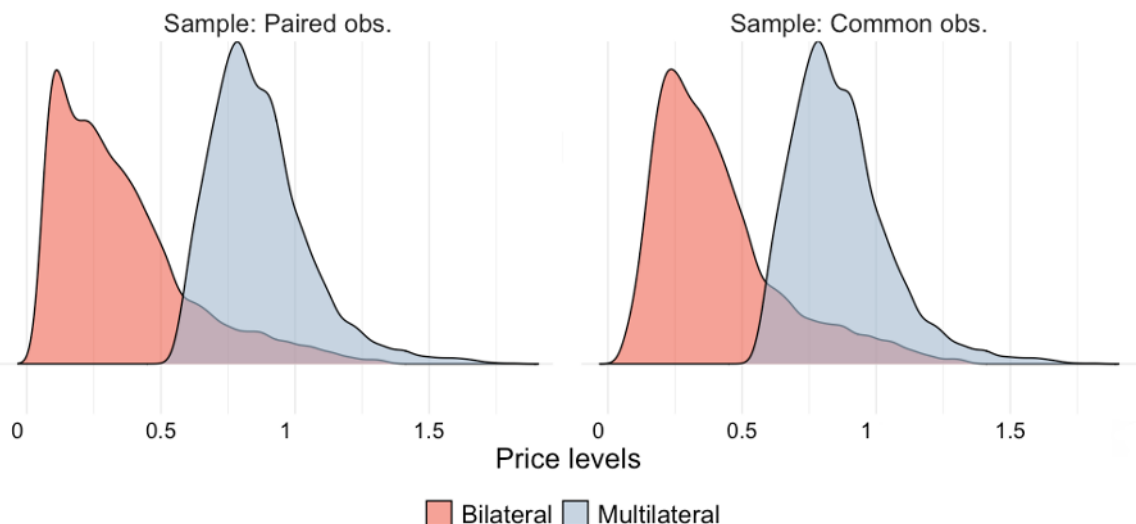 Sample: Paired obs.
Sample: Common obs.
0 0.5 1 1.5
0 0.5 1 1.5
Price levels
Bilateral Multilateral